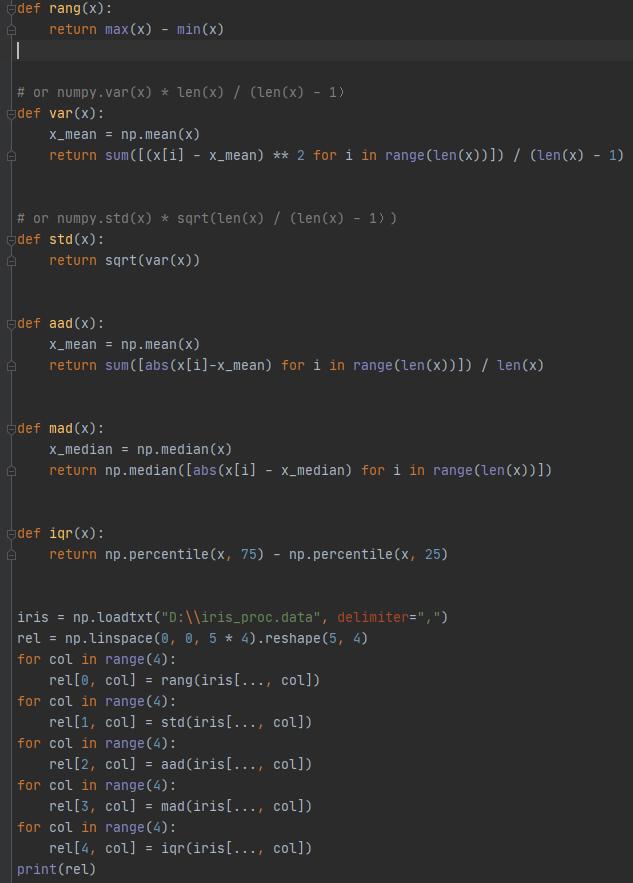 def rang(x):
    return max(x) - min(x)
# or numpy.var(x) * len(x) / (len(x) - 1）
def var(x):
    x_mean = np.mean(x)
    return sum([(x[i] - x_mean) ** 2 for i in range(len(x))]) / (len(x) - 1)
# or numpy.std(x) * sqrt(len(x) / (len(x) - 1）)
def std(x):
    return sqrt(var(x))
def aad(x):
    x_mean = np.mean(x)
    return sum([abs(x[i]-x_mean) for i in range(len(x))]) / len(x)
def mad(x):
    x_median = np.median(x)
    return np.median([abs(x[i] - x_median) for i in range(len(x))])
def iqr(x):
    return np.percentile(x, 75) - np.percentile(x, 25)
iris = np.loadtxt("D:\\iris_proc.data", delimiter=",")
rel = np.linspace(0, 0, 5 * 4).reshape(5, 4)
for col in range(4):
    rel[0, col] = rang(iris[..., col])
for col in range(4):
    rel[1, col] = std(iris[..., col])
for col in range(4):
    rel[2, col] = aad(iris[..., col])
for col in range(4):
    rel[3, col] = mad(iris[..., col])
for col in range(4):
    rel[4, col] = iqr(iris[..., col])
print(rel)